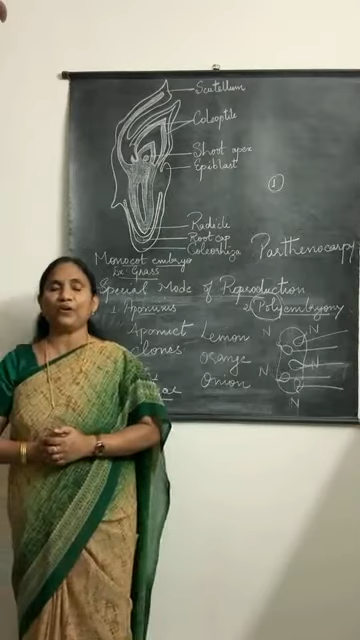 Scutellum
Coleoptile
Shoot apex
Epiblast
1
Radicle
Root cap
Coleorhiza
Monocot embryo
Ex: Grass
Parthenocarpy
Special Mode of Reproduction
1. Apomixis
2) Polyembryony
Apomict
Clones
Lemon
Orange
Onion
N
N
N
N
N